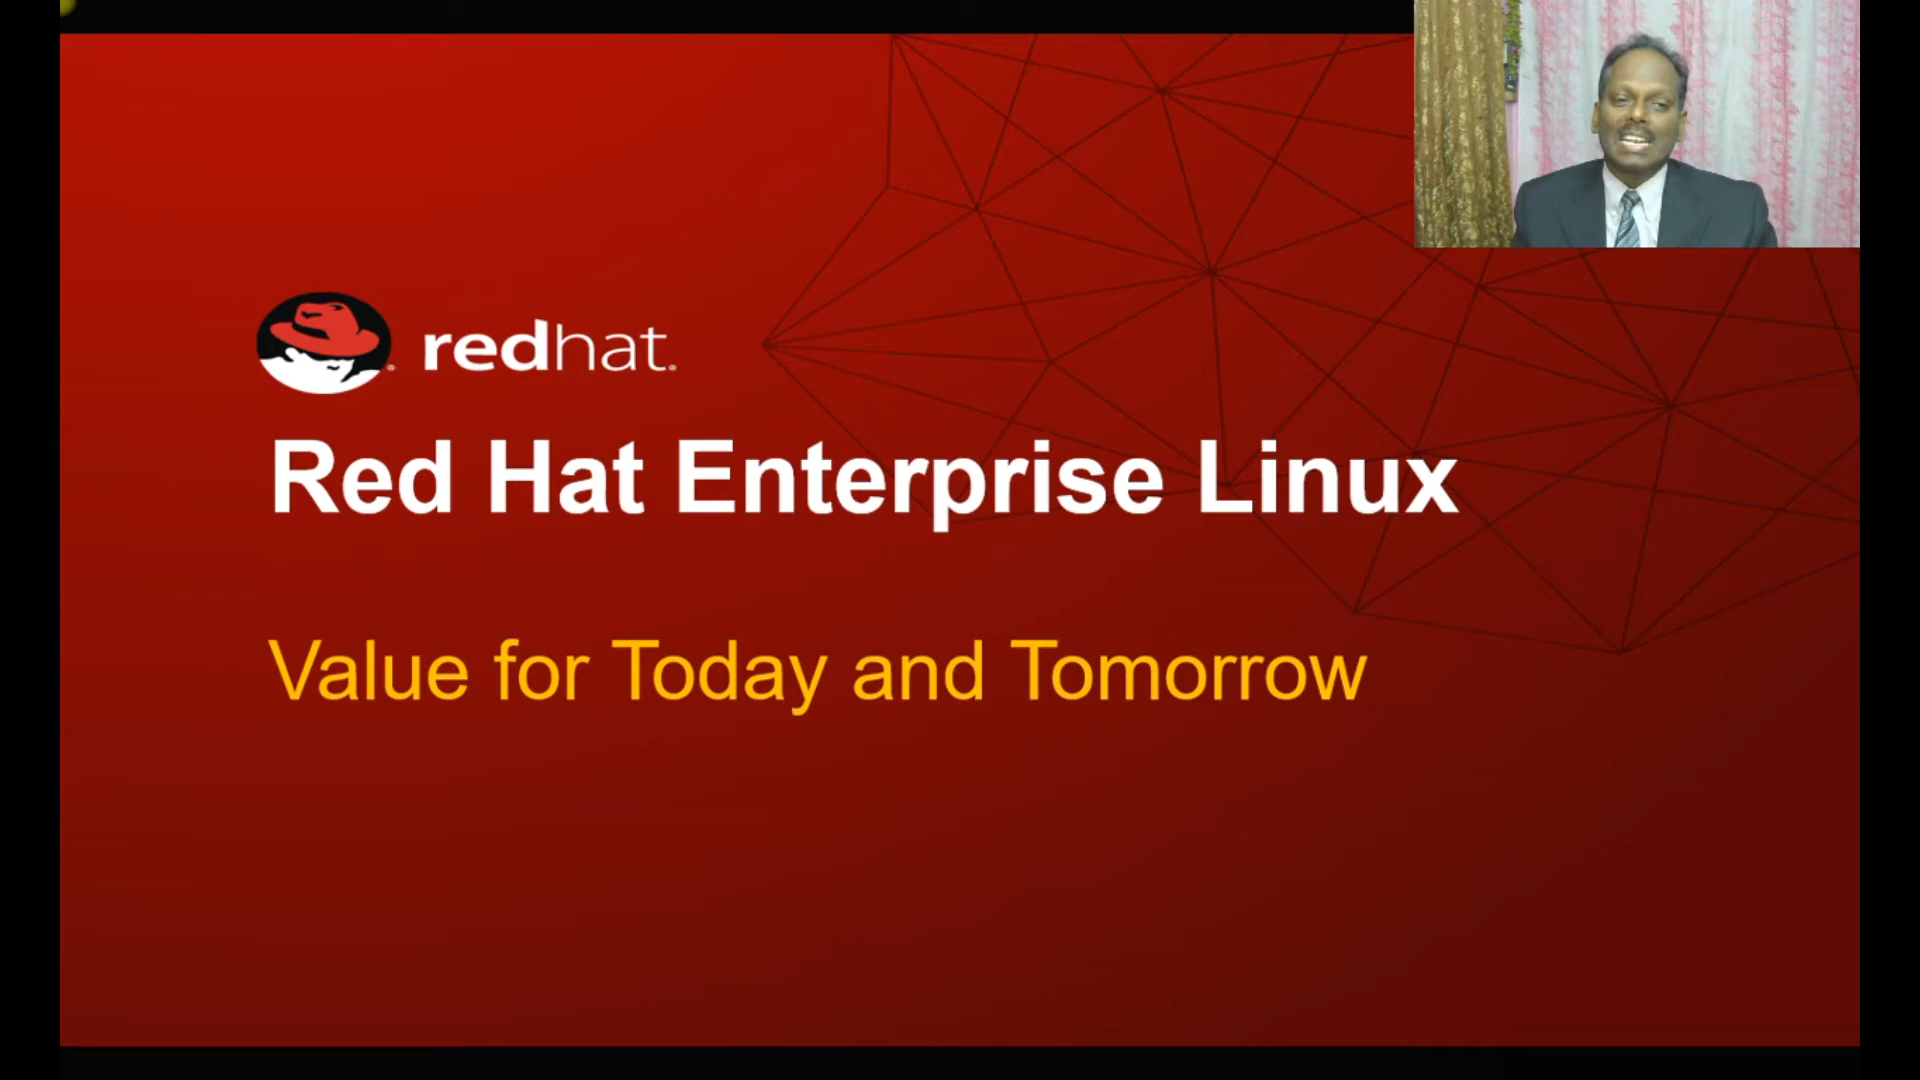 redhat.
Red Hat Enterprise Linux
Value for Today and Tomorrow